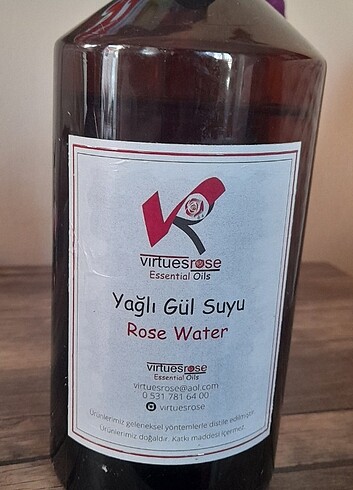 VR
virtuesrose
Essential Oils
Yağlı Gül Suyu
Rose Water
virtuesrose
Essential Oils
virtuesrose@aol.com
0 531 781 64 00
virtuesrose
Ürünlerimiz geleneksel yöntemlerle distile edilmiştir.
Ürünlerimiz doğaldır. Katkı maddesi içermez